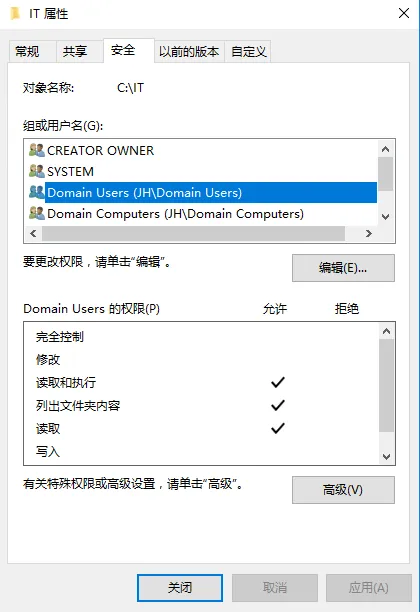 IT 属性
常规 共享 安全 以前的版本 自定义
对象名称: C:\IT
组或用户名(G):
CREATOR OWNER
SYSTEM
Domain Users (JH\Domain Users)
Domain Computers (JH\Domain Computers)
要更改权限，请单击"编辑"。 编辑(E)...
Domain Users 的权限(P) 允许 拒绝
完全控制
修改
读取和执行
列出文件夹内容
读取
写入
有关特殊权限或高级设置，请单击"高级"。 高级(V)
关闭 取消 应用(A)